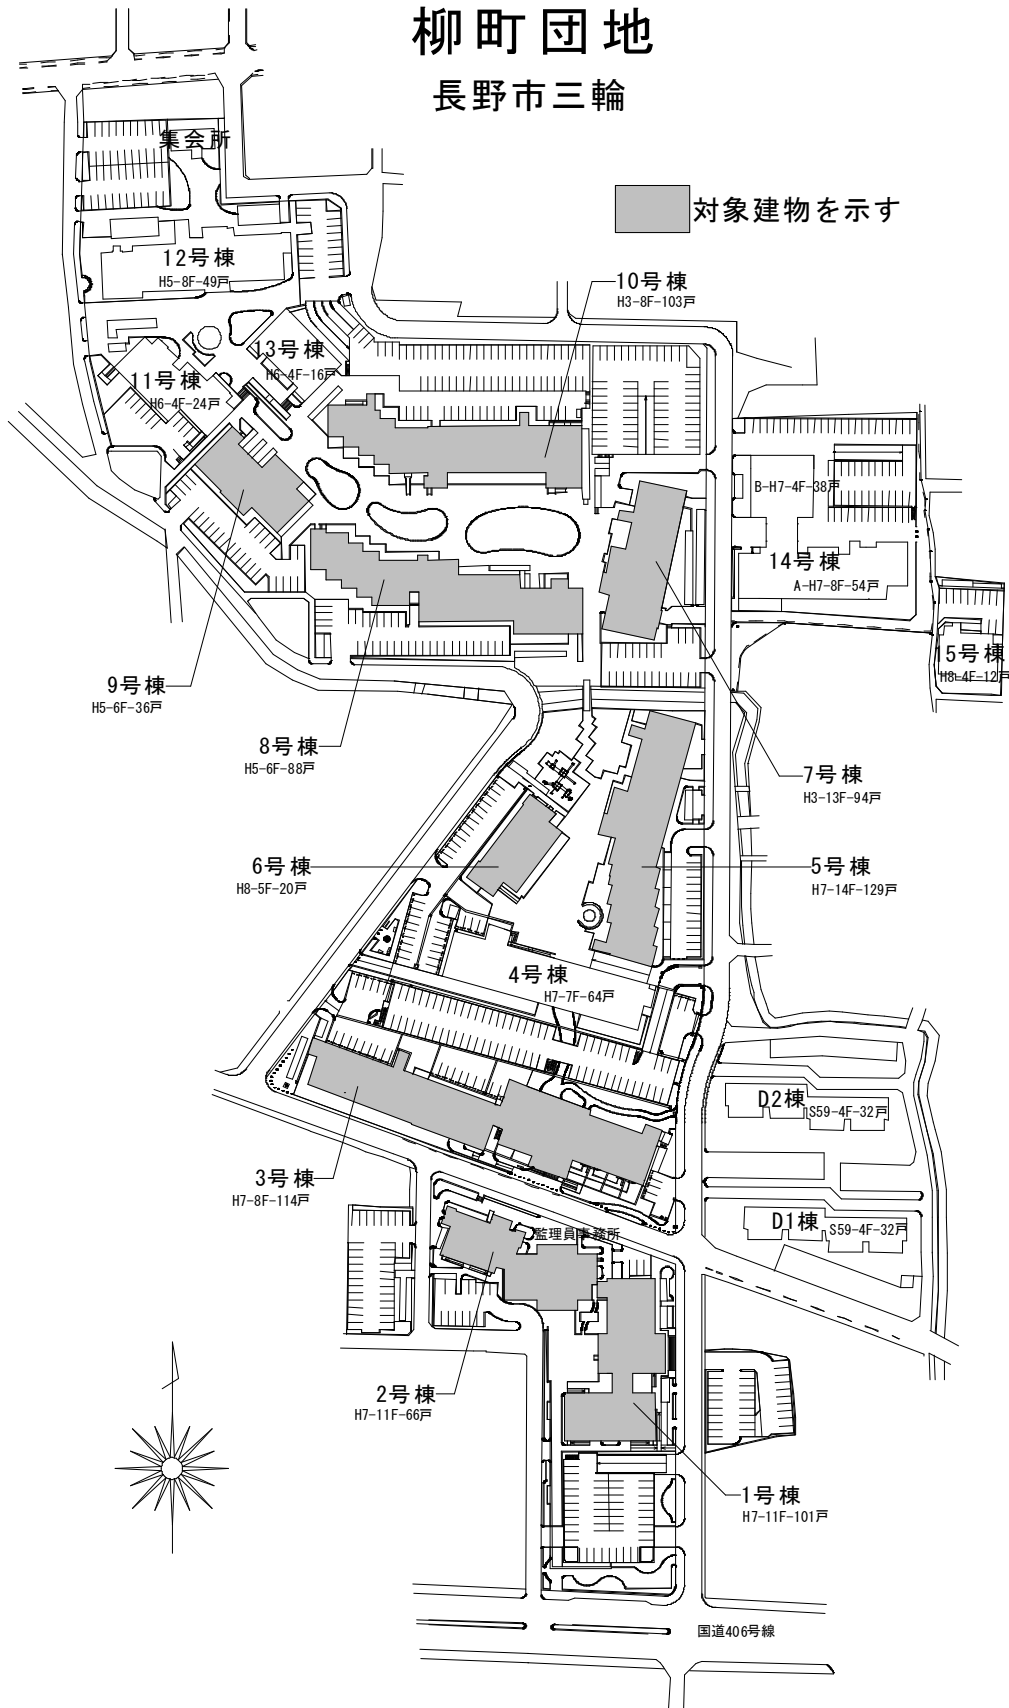 柳町団地
長野市三輪
集会所
対象建物を示す
12号棟
H5-8F-49戸
10号棟
H3-8F-103戸
13号棟
H6-4F-16戸
11号棟
H6-4F-24戸
B-H7-4F-38戸
14号棟
A-H7-8F-54戸
15号棟
H8-4F-12戸
9号棟
H5-6F-36戸
8号棟
H5-6F-88戸
7号棟
H3-13F-94戸
6号棟
H8-5F-20戸
5号棟
H7-14F-129戸
4号棟
H7-7F-64戸
D2棟
S59-4F-32戸
3号棟
H7-8F-114戸
D1棟
S59-4F-32戸
監理員事務所
2号棟
H7-11F-66戸
1号棟
H7-11F-101戸
国道406号線